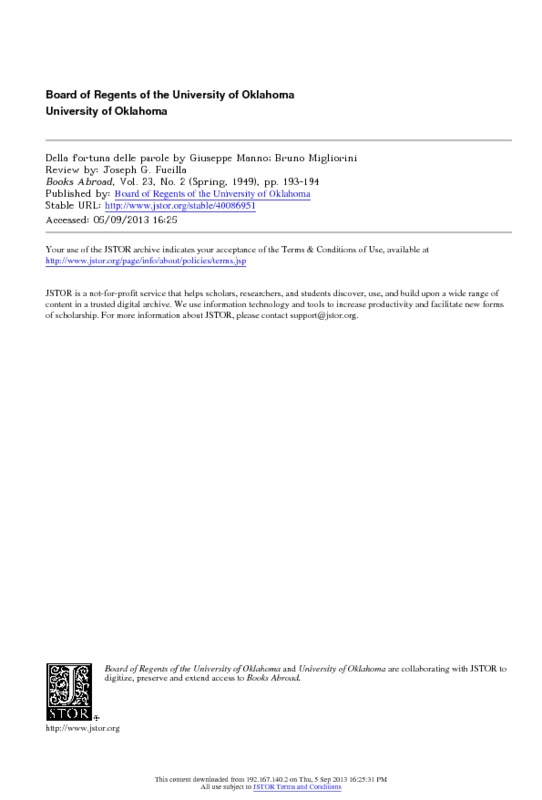 Board of Regents of the University of Oklahoma
University of Oklahoma
Della fortuna delle parole by Giuseppe Manno; Bruno Migliorini
Review by: Joseph G. Fucilla
Books Abroad, Vol. 23, No. 2 (Spring, 1949), pp. 193-194
Published by: Board of Regents of the University of Oklahoma
Stable URL: http://www.jstor.org/stable/40086951
Accessed: 05/09/2013 16:25
Your use of the JSTOR archive indicates your acceptance of the Terms & Conditions of Use, available at
http://www.jstor.org/page/info/about/policies/terms.jsp
JSTOR is a not-for-profit service that helps scholars, researchers, and students discover, use, and build upon a wide range of
content in a trusted digital archive. We use information technology and tools to increase productivity and facilitate new forms
of scholarship. For more information about JSTOR, please contact support@jstor.org.
Board of Regents of the University of Oklahoma and University of Oklahoma are collaborating with JSTOR to
digitize, preserve and extend access to Books Abroad.
J
STOR
http://www.jstor.org
This content downloaded from 192.167.140.2 on Thu, 5 Sep 2013 16:25:31 PM
All use subject to JSTOR Terms and Conditions